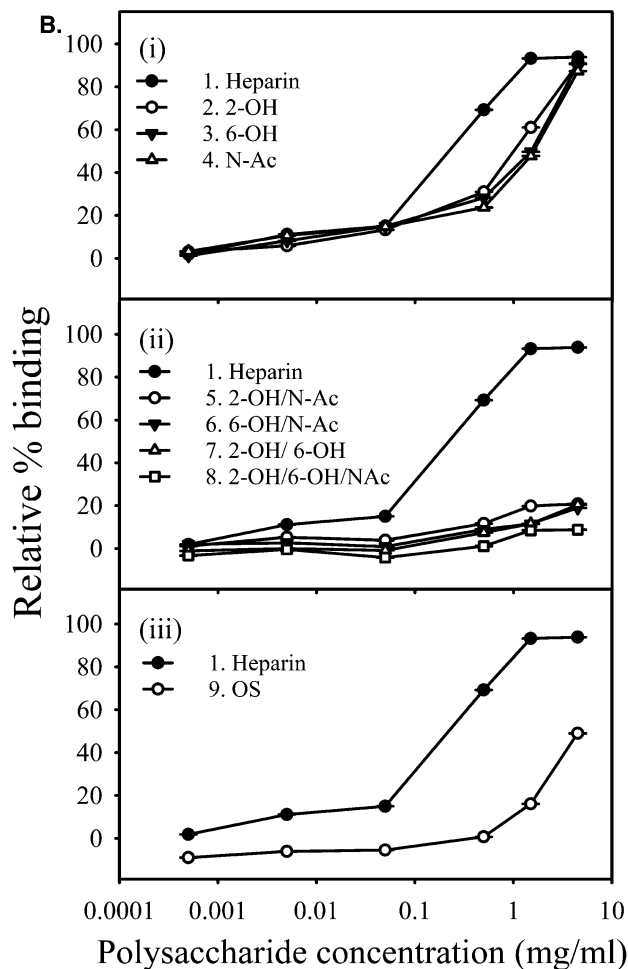 B.
(i)
100
80
60
40
20
0
1. Heparin
2. 2-OH
3. 6-OH
4. N-Ac
(ii)
100
80
60
40
20
0
1. Heparin
5. 2-OH/N-Ac
6. 6-OH/N-Ac
7. 2-OH/ 6-OH
8. 2-OH/6-OH/NAc
(iii)
100
80
60
40
20
0
1. Heparin
9. OS
Relative % binding
0.0001 0.001 0.01 0.1 1 10
Polysaccharide concentration (mg/ml)